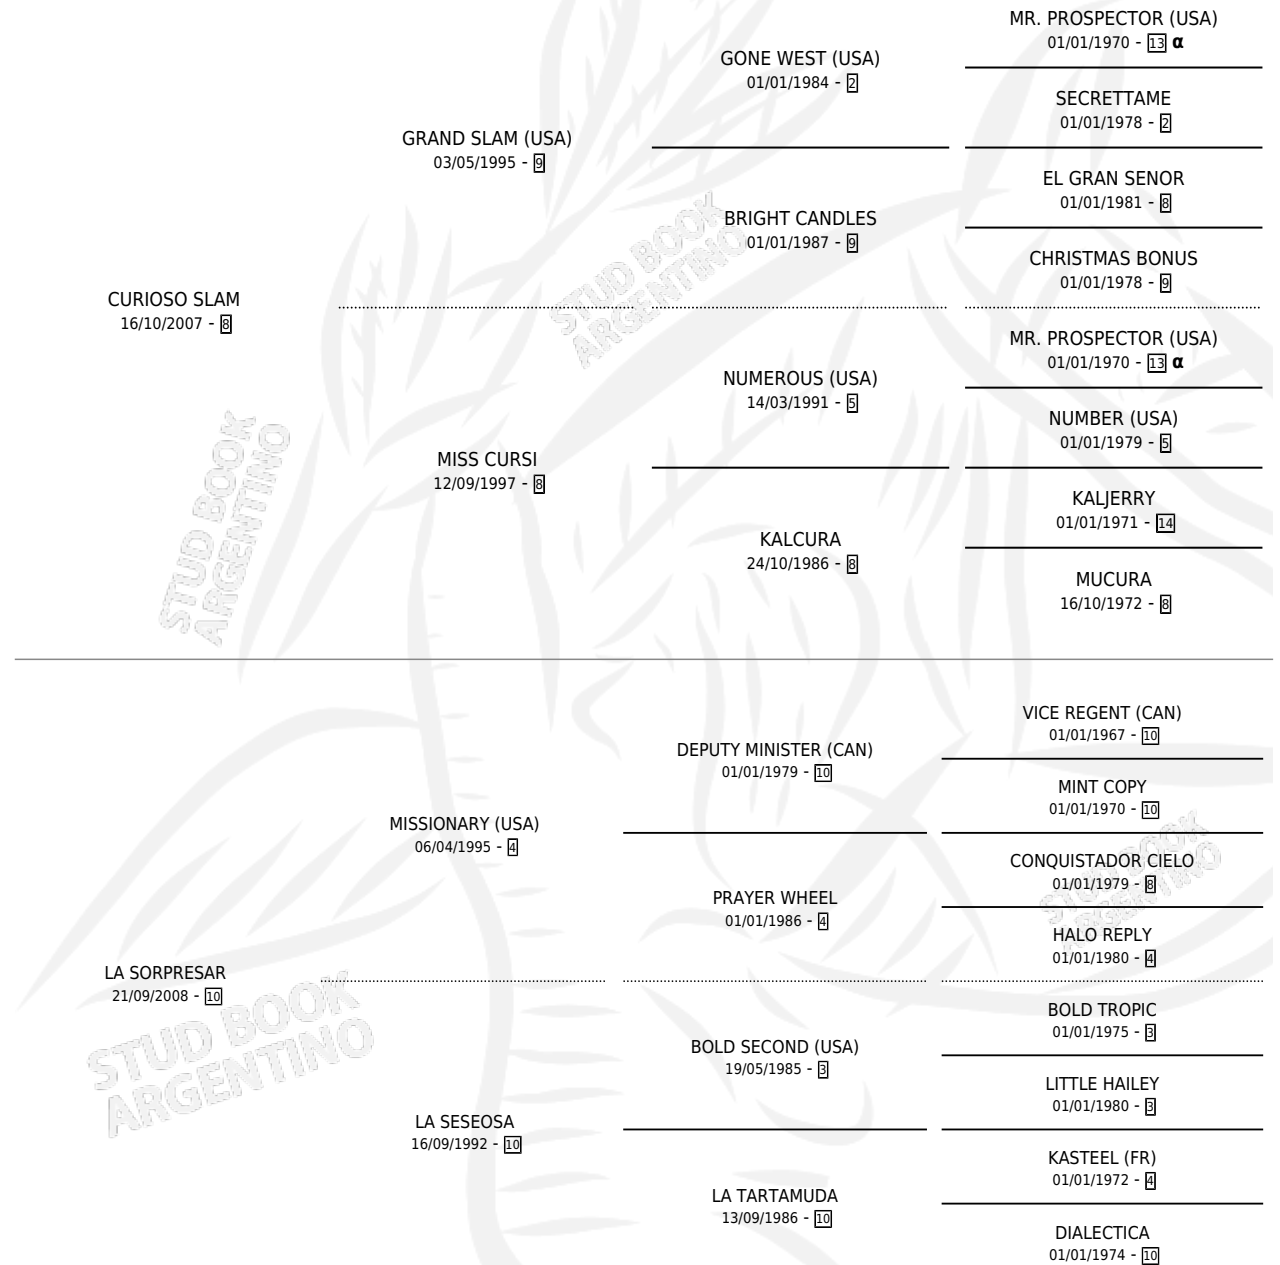 MR. PROSPECTOR (USA)
01/01/1970 - 13 α
GONE WEST (USA)
01/01/1984 - 2
SECRETTAME
01/01/1978 - 2
GRAND SLAM (USA)
03/05/1995 - 9
EL GRAN SENOR
01/01/1981 - 8
BRIGHT CANDLES
01/01/1987 - 9
CHRISTMAS BONUS
01/01/1978 - 9
CURIOSO SLAM
16/10/2007 - 8
MR. PROSPECTOR (USA)
01/01/1970 - 13 α
NUMEROUS (USA)
14/03/1991 - 5
NUMBER (USA)
01/01/1979 - 5
MISS CURSI
12/09/1997 - 8
KALJERRY
01/01/1971 - 14
KALCURA
24/10/1986 - 8
MUCURA
16/10/1972 - 8
VICE REGENT (CAN)
01/01/1967 - 10
DEPUTY MINISTER (CAN)
01/01/1979 - 10
MINT COPY
01/01/1970 - 10
MISSIONARY (USA)
06/04/1995 - 4
CONQUISTADOR CIELO
01/01/1979 - 8
PRAYER WHEEL
01/01/1986 - 4
HALO REPLY
01/01/1980 - 4
LA SORPRESAR
21/09/2008 - 10
BOLD TROPIC
01/01/1975 - 3
BOLD SECOND (USA)
19/05/1985 - 3
LITTLE HAILEY
01/01/1980 - 3
LA SESEOSA
16/09/1992 - 10
KASTEEL (FR)
01/01/1972 - 4
LA TARTAMUDA
13/09/1986 - 10
DIALECTICA
01/01/1974 - 10
STUD BOOK
ARGENTINO
STUD BOOK
ARGENTINO
STUD BOOK
ARGENTINO
STUD BOOK
ARGENTINO